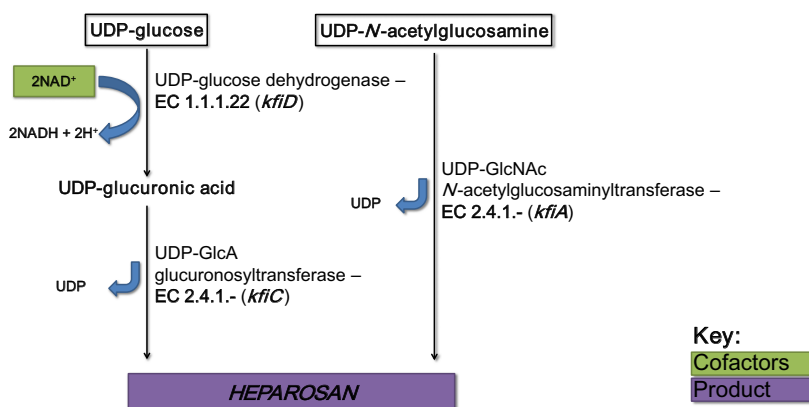 UDP-glucose
UDP-N-acetylglucosamine
2NAD⁺
2NADH + 2H⁺
UDP-glucose dehydrogenase –
EC 1.1.1.22 (kfiD)
UDP-glucuronic acid
UDP
UDP-GlcNAc
N-acetylglucosaminyltransferase –
EC 2.4.1.- (kfiA)
UDP
UDP-GlcA
glucuronosyltransferase –
EC 2.4.1.- (kfiC)
HEPAROSAN
Key:
Cofactors
Product